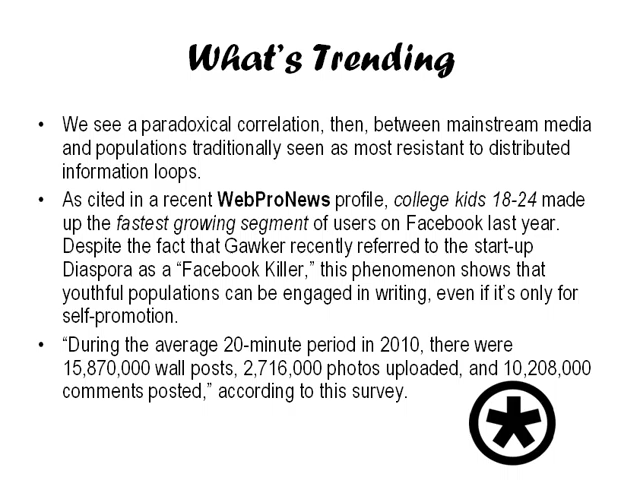 What's Trending
• We see a paradoxical correlation, then, between mainstream media
and populations traditionally seen as most resistant to distributed
information loops.
• As cited in a recent WebProNews profile, college kids 18-24 made
up the fastest growing segment of users on Facebook last year.
Despite the fact that Gawker recently referred to the start-up
Diaspora as a “Facebook Killer,” this phenomenon shows that
youthful populations can be engaged in writing, even if it’s only for
self-promotion.
• “During the average 20-minute period in 2010, there were
15,870,000 wall posts, 2,716,000 photos uploaded, and 10,208,000
comments posted,” according to this survey.